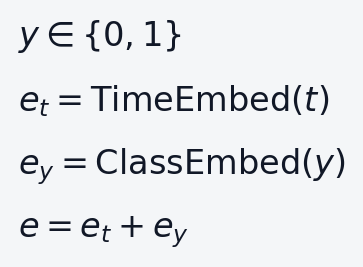 y ∈ {0, 1}
e_t = TimeEmbed(t)
e_y = ClassEmbed(y)
e = e_t + e_y